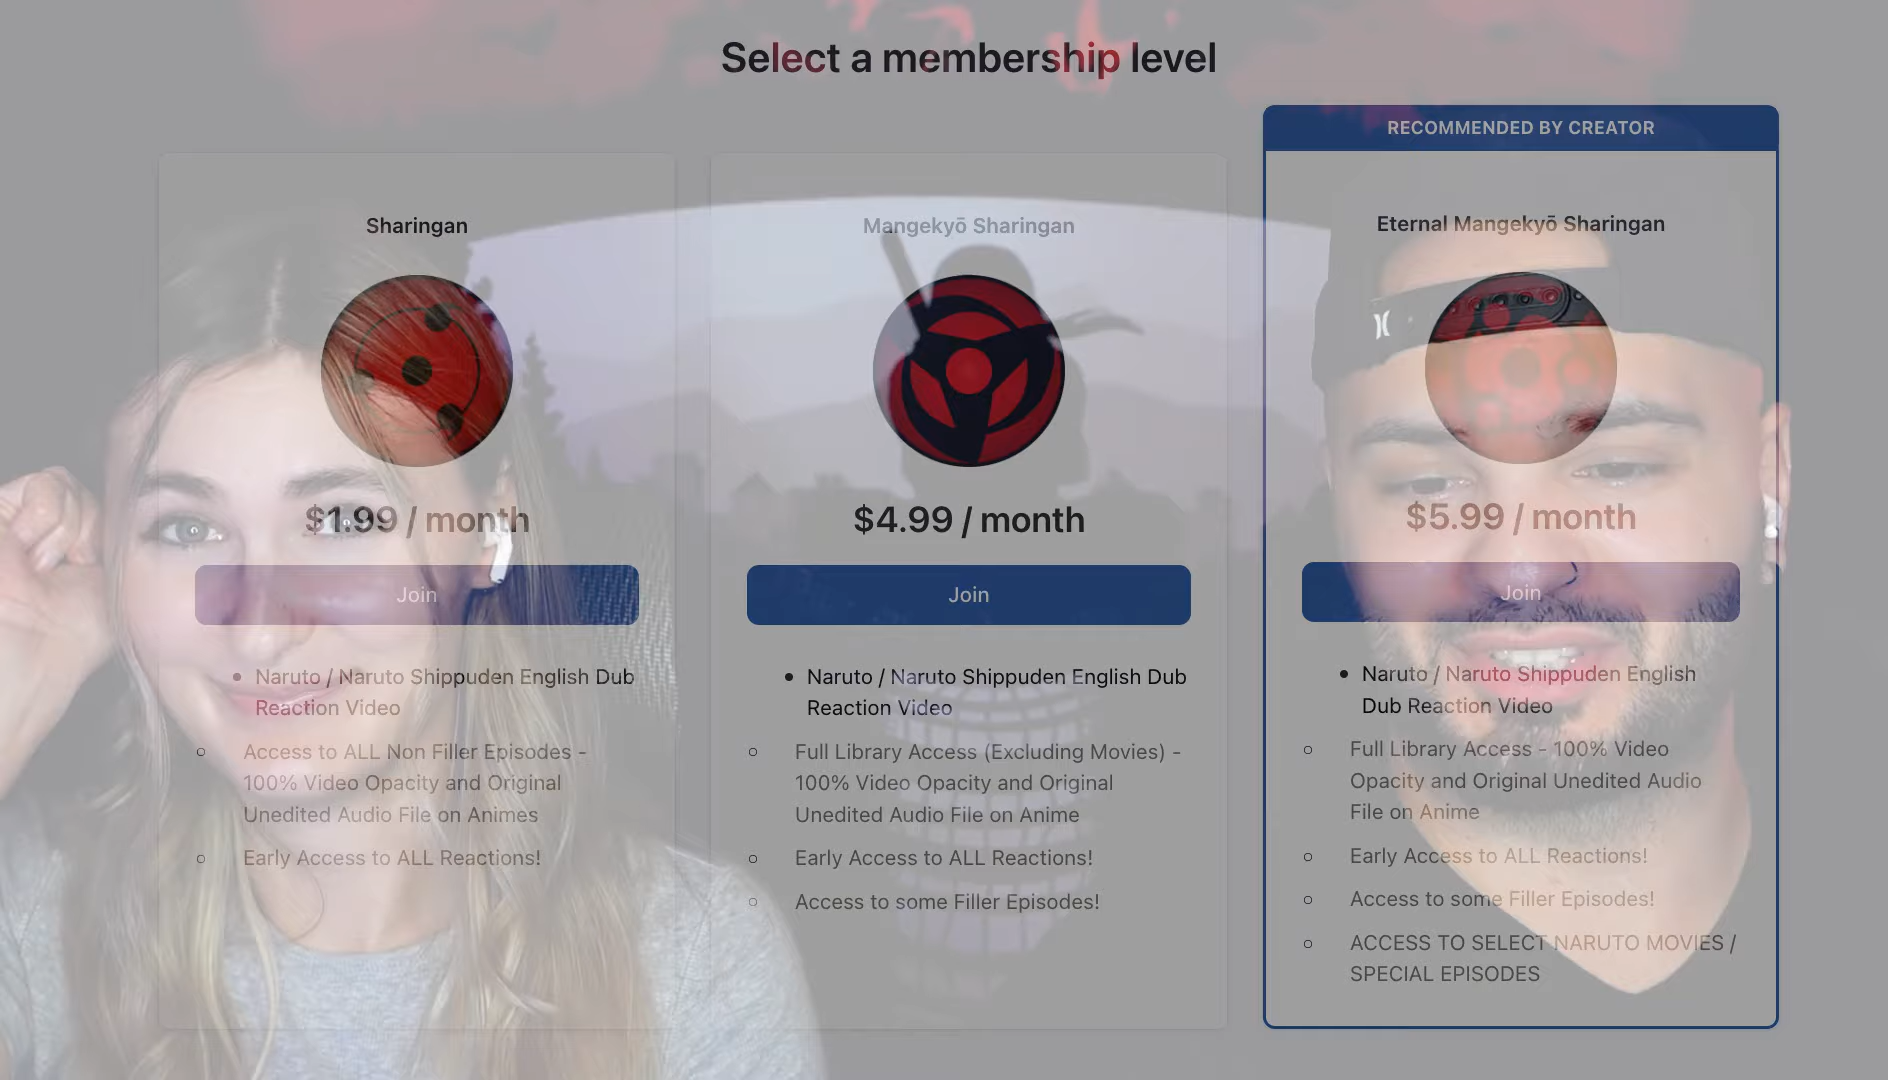 Select a membership level
Sharingan
$1.99 / month
Join
• Naruto / Naruto Shippuden English Dub
Reaction Video
○ Access to ALL Non Filler Episodes -
100% Video Opacity and Original
Unedited Audio File on Animes
○ Early Access to ALL Reactions!
Mangekyō Sharingan
$4.99 / month
Join
• Naruto / Naruto Shippuden English Dub
Reaction Video
○ Full Library Access (Excluding Movies) -
100% Video Opacity and Original
Unedited Audio File on Anime
○ Early Access to ALL Reactions!
○ Access to some Filler Episodes!
RECOMMENDED BY CREATOR
Eternal Mangekyō Sharingan
$5.99 / month
Join
• Naruto / Naruto Shippuden English
Dub Reaction Video
○ Full Library Access - 100% Video
Opacity and Original Unedited Audio
File on Anime
○ Early Access to ALL Reactions!
○ Access to some Filler Episodes!
○ ACCESS TO SELECT NARUTO MOVIES /
SPECIAL EPISODES